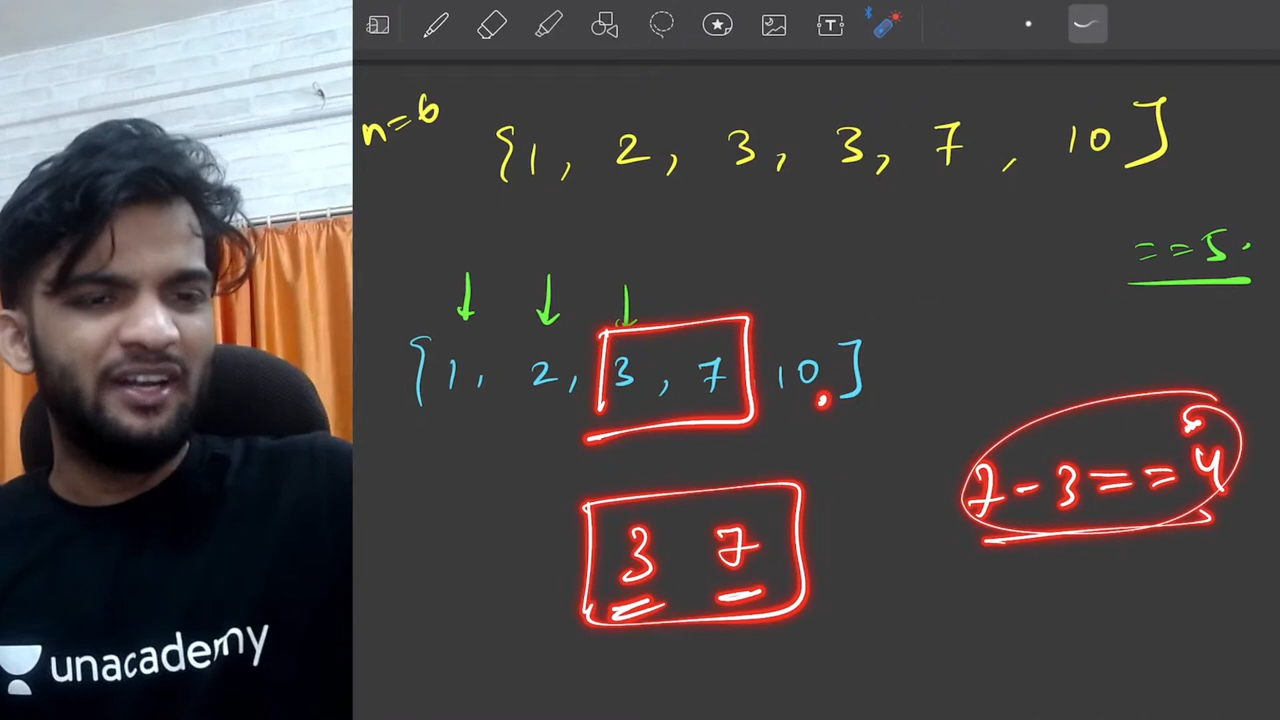 n=6
{1, 2, 3, 3, 7, 10]
==5.
{1, 2, 3, 7, 10]
7-3==4
3 7
unacademy
T